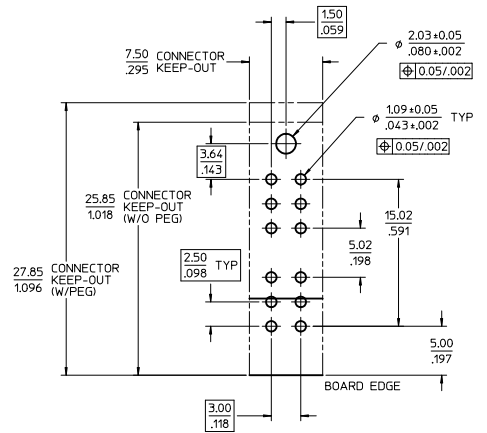 1.50
.059
7.50 CONNECTOR
.295 KEEP-OUT
ϕ 2.03±0.05
.080±.002
⌖ 0.05/.002
ϕ 1.09±0.05 TYP
.043±.002
⌖ 0.05/.002
3.64
.143
25.85 CONNECTOR
1.018 KEEP-OUT
(W/O PEG)
15.02
.591
5.02
.198
27.85 CONNECTOR
1.096 KEEP-OUT
(W/PEG)
2.50 TYP
.098
5.00
.197
BOARD EDGE
3.00
.118